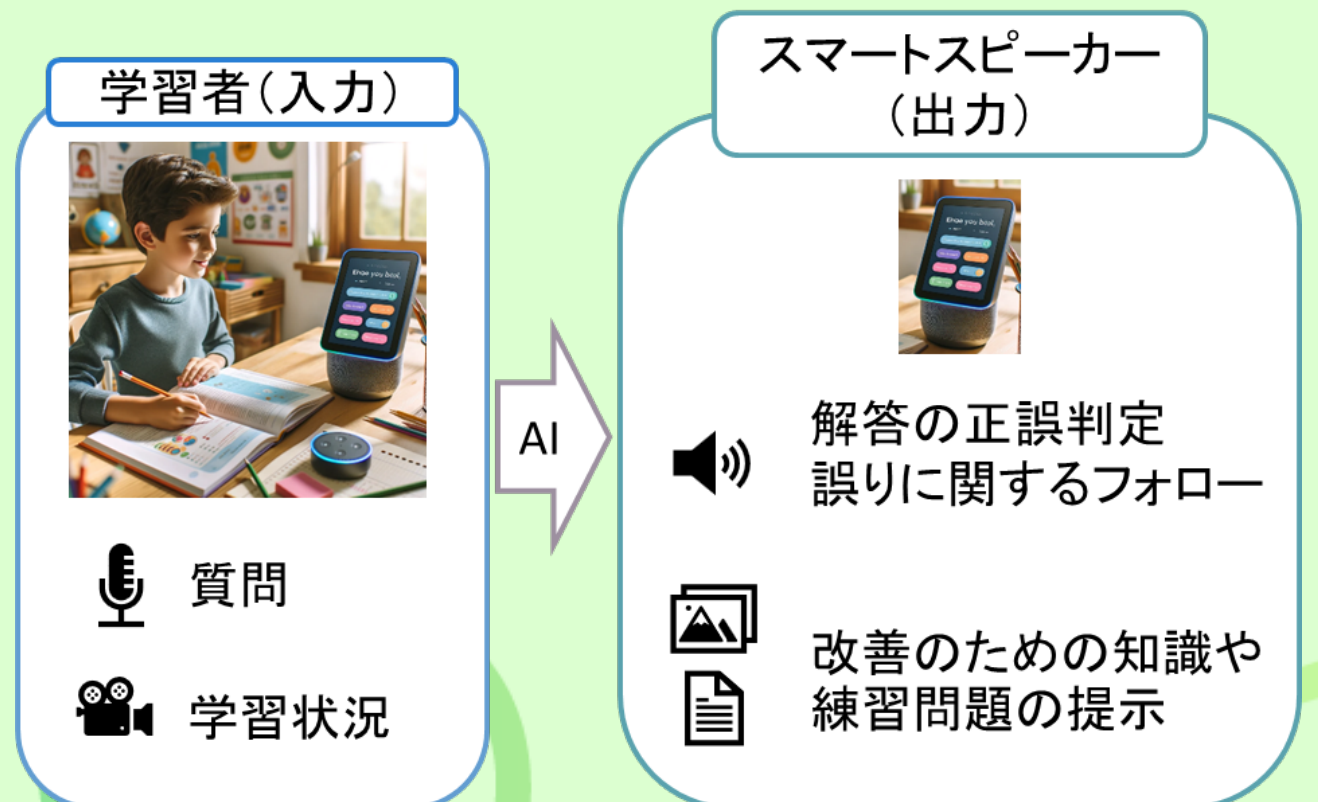 学習者（入力）
質問
学習状況
AI
スマートスピーカー
（出力）
解答の正誤判定
誤りに関するフォロー
改善のための知識や
練習問題の提示